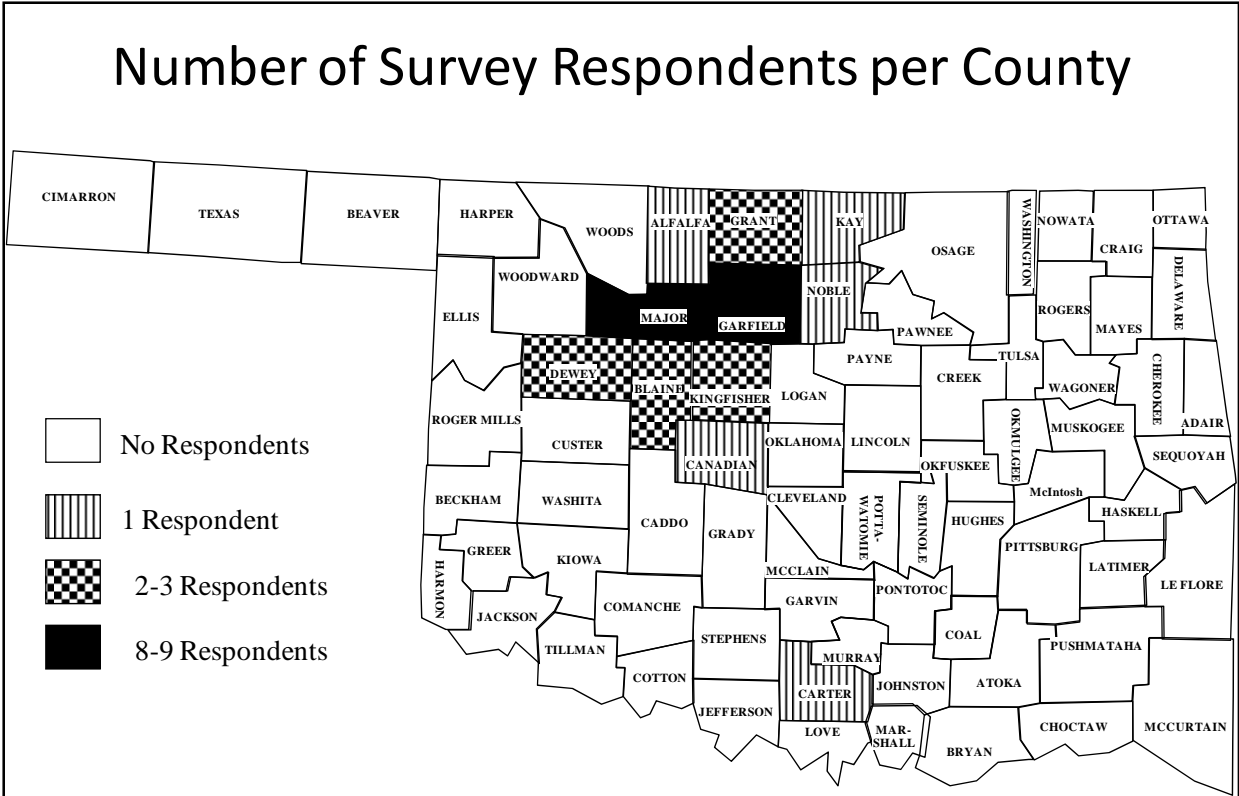 Number of Survey Respondents per County
CIMARRON
TEXAS
BEAVER
HARPER
WOODS
ALFALFA
GRANT
KAY
OSAGE
WASHINGTON
NOWATA
CRAIG
OTTAWA
WOODWARD
ELLIS
MAJOR
GARFIELD
NOBLE
PAWNEE
ROGERS
MAYES
DELAWARE
DEWEY
BLAINE
KINGFISHER
LOGAN
PAYNE
CREEK
TULSA
WAGONER
CHEROKEE
ADAIR
ROGER MILLS
CUSTER
CANADIAN
OKLAHOMA
LINCOLN
OKFUSKEE
OKMULGEE
MUSKOGEE
SEQUOYAH
BECKHAM
WASHITA
CADDO
GRADY
CLEVELAND
POTTA-
WATOMIE
SEMINOLE
HUGHES
McIntosh
HASKELL
PITTSBURG
LATIMER
LE FLORE
HARMON
GREER
KIOWA
JACKSON
COMANCHE
MCCLAIN
GARVIN
PONTOTOC
STEPHENS
COAL
TILLMAN
COTTON
MURRAY
PUSHMATAHA
JEFFERSON
CARTER
JOHNSTON
ATOKA
LOVE
MAR-
SHALL
BRYAN
CHOCTAW
MCCURTAIN
No Respondents
1 Respondent
2-3 Respondents
8-9 Respondents